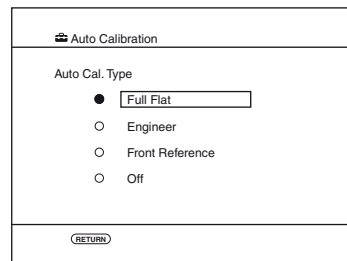 Auto Calibration
Auto Cal. Type
Full Flat
Engineer
Front Reference
Off
RETURN